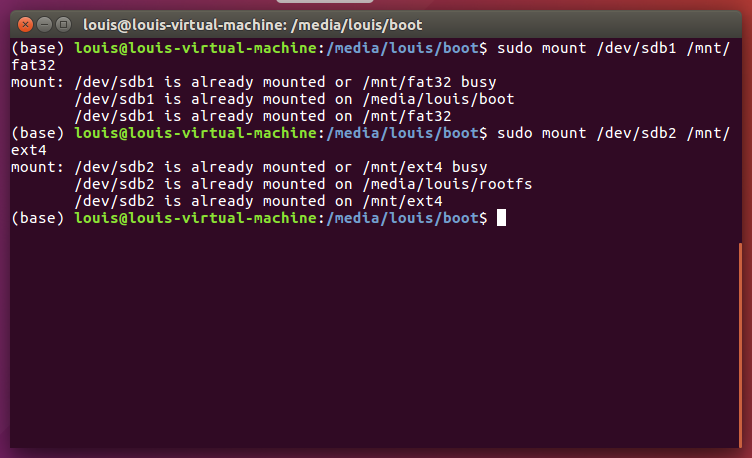 louis@louis-virtual-machine: /media/louis/boot
(base) louis@louis-virtual-machine:/media/louis/boot$ sudo mount /dev/sdb1 /mnt/
fat32
mount: /dev/sdb1 is already mounted or /mnt/fat32 busy
       /dev/sdb1 is already mounted on /media/louis/boot
       /dev/sdb1 is already mounted on /mnt/fat32
(base) louis@louis-virtual-machine:/media/louis/boot$ sudo mount /dev/sdb2 /mnt/
ext4
mount: /dev/sdb2 is already mounted or /mnt/ext4 busy
       /dev/sdb2 is already mounted on /media/louis/rootfs
       /dev/sdb2 is already mounted on /mnt/ext4
(base) louis@louis-virtual-machine:/media/louis/boot$